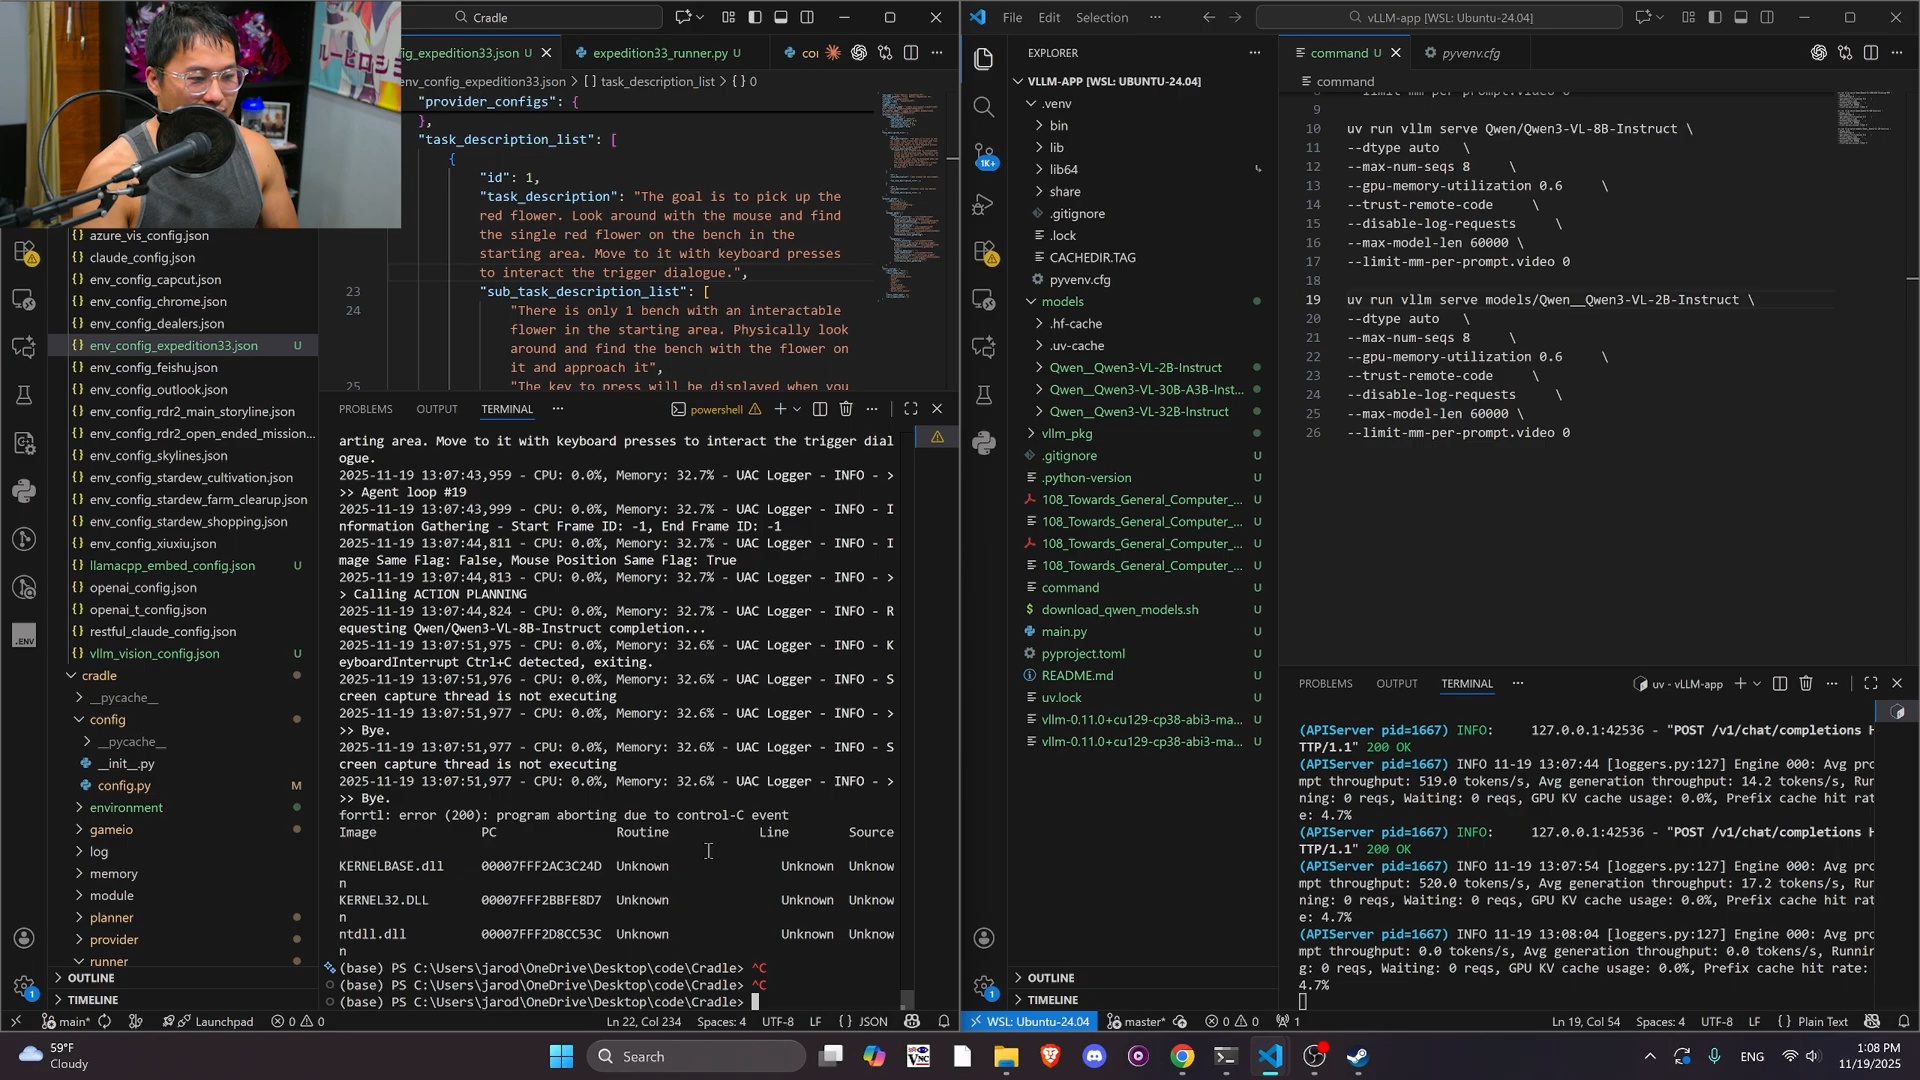 Cradle
File Edit Selection ···
vLLM-app [WSL: Ubuntu-24.04]
ig_expedition33.json U
expedition33_runner.py U
env_config_expedition33.json > [ ] task_description_list > { } 0
"provider_configs": {
},
"task_description_list": [
{
"id": 1,
"task_description": "The goal is to pick up the
red flower. Look around with the mouse and find
the single red flower on the bench in the
starting area. Move to it with keyboard presses
to interact the trigger dialogue.",
23 "sub_task_description_list": [
24 "There is only 1 bench with an interactable
flower in the starting area. Physically look
around and find the bench with the flower on
it and approach it",
25 "The key to press will be displayed when you
azure_vis_config.json
claude_config.json
env_config_capcut.json
env_config_chrome.json
env_config_dealers.json
env_config_expedition33.json U
env_config_feishu.json
env_config_outlook.json
env_config_rdr2_main_storyline.json
env_config_rdr2_open_ended_mission...
env_config_skylines.json
env_config_stardew_cultivation.json
env_config_stardew_farm_clearup.json
env_config_stardew_shopping.json
env_config_xiuxiu.json
llamacpp_embed_config.json U
openai_config.json
openai_t_config.json
restful_claude_config.json
vllm_vision_config.json U
cradle
__pycache__
config
__pycache__
__init__.py
config.py M
environment
gameio
log
memory
module
planner
provider
runner
OUTLINE
TIMELINE
.ENV
PROBLEMS OUTPUT TERMINAL ···
powershell
arting area. Move to it with keyboard presses to interact the trigger dial
ogue.
2025-11-19 13:07:43,959 - CPU: 0.0%, Memory: 32.7% - UAC Logger - INFO - >
>> Agent loop #19
2025-11-19 13:07:43,999 - CPU: 0.0%, Memory: 32.7% - UAC Logger - INFO - I
nformation Gathering - Start Frame ID: -1, End Frame ID: -1
2025-11-19 13:07:44,811 - CPU: 0.0%, Memory: 32.7% - UAC Logger - INFO - I
mage Same Flag: False, Mouse Position Same Flag: True
2025-11-19 13:07:44,813 - CPU: 0.0%, Memory: 32.7% - UAC Logger - INFO - >
> Calling ACTION PLANNING
2025-11-19 13:07:44,824 - CPU: 0.0%, Memory: 32.7% - UAC Logger - INFO - R
equesting Qwen/Qwen3-VL-8B-Instruct completion...
2025-11-19 13:07:51,975 - CPU: 0.0%, Memory: 32.6% - UAC Logger - INFO - K
eyboardInterrupt Ctrl+C detected, exiting.
2025-11-19 13:07:51,976 - CPU: 0.0%, Memory: 32.6% - UAC Logger - INFO - S
creen capture thread is not executing
2025-11-19 13:07:51,977 - CPU: 0.0%, Memory: 32.6% - UAC Logger - INFO - >
>> Bye.
2025-11-19 13:07:51,977 - CPU: 0.0%, Memory: 32.6% - UAC Logger - INFO - S
creen capture thread is not executing
2025-11-19 13:07:51,977 - CPU: 0.0%, Memory: 32.6% - UAC Logger - INFO - >
>> Bye.
forrtl: error (200): program aborting due to control-C event
Image PC Routine Line Source
KERNELBASE.dll 00007FFF2AC3C24D Unknown Unknown Unknow
n
KERNEL32.DLL 00007FFF2BBFE8D7 Unknown Unknown Unknow
n
ntdll.dll 00007FFF2D8CC53C Unknown Unknown Unknow
n
(base) PS C:\Users\jarod\OneDrive\Desktop\code\Cradle> ^C
(base) PS C:\Users\jarod\OneDrive\Desktop\code\Cradle> ^C
(base) PS C:\Users\jarod\OneDrive\Desktop\code\Cradle>
main* Launchpad 0 0 Ln 22, Col 234 Spaces: 4 UTF-8 LF { } JSON
EXPLORER ···
VLLM-APP [WSL: UBUNTU-24.04]
.venv
bin
lib
lib64
share
.gitignore
.lock
CACHEDIR.TAG
pyvenv.cfg
models
.hf-cache
.uv-cache
Qwen__Qwen3-VL-2B-Instruct
Qwen__Qwen3-VL-30B-A3B-Inst...
Qwen__Qwen3-VL-32B-Instruct
vllm_pkg
.gitignore U
.python-version U
108_Towards_General_Computer_... U
108_Towards_General_Computer_... U
108_Towards_General_Computer_... U
108_Towards_General_Computer_... U
command U
download_qwen_models.sh U
main.py U
pyproject.toml U
README.md U
uv.lock U
vllm-0.11.0+cu129-cp38-abi3-ma... U
vllm-0.11.0+cu129-cp38-abi3-ma... U
OUTLINE
TIMELINE
1K+
command U
pyvenv.cfg
command
9
10 uv run vllm serve Qwen/Qwen3-VL-8B-Instruct \
11 --dtype auto \
12 --max-num-seqs 8 \
13 --gpu-memory-utilization 0.6 \
14 --trust-remote-code \
15 --disable-log-requests \
16 --max-model-len 60000 \
17 --limit-mm-per-prompt.video 0
18
19 uv run vllm serve models/Qwen__Qwen3-VL-2B-Instruct \
20 --dtype auto \
21 --max-num-seqs 8 \
22 --gpu-memory-utilization 0.6 \
23 --trust-remote-code \
24 --disable-log-requests \
25 --max-model-len 60000 \
26 --limit-mm-per-prompt.video 0
PROBLEMS OUTPUT TERMINAL ···
uv - vLLM-app
(APIServer pid=1667) INFO: 127.0.0.1:42536 - "POST /v1/chat/completions H
TTP/1.1" 200 OK
(APIServer pid=1667) INFO 11-19 13:07:44 [loggers.py:127] Engine 000: Avg pro
mpt throughput: 519.0 tokens/s, Avg generation throughput: 14.2 tokens/s, Run
ning: 0 reqs, Waiting: 0 reqs, GPU KV cache usage: 0.0%, Prefix cache hit rat
e: 4.7%
(APIServer pid=1667) INFO: 127.0.0.1:42536 - "POST /v1/chat/completions H
TTP/1.1" 200 OK
(APIServer pid=1667) INFO 11-19 13:07:54 [loggers.py:127] Engine 000: Avg pro
mpt throughput: 520.0 tokens/s, Avg generation throughput: 17.2 tokens/s, Run
ning: 0 reqs, Waiting: 0 reqs, GPU KV cache usage: 0.0%, Prefix cache hit rat
e: 4.7%
(APIServer pid=1667) INFO 11-19 13:08:04 [loggers.py:127] Engine 000: Avg pro
mpt throughput: 0.0 tokens/s, Avg generation throughput: 0.0 tokens/s, Runnin
g: 0 reqs, Waiting: 0 reqs, GPU KV cache usage: 0.0%, Prefix cache hit rate:
4.7%
WSL: Ubuntu-24.04 master* 0 0 1 Ln 19, Col 54 Spaces: 4 UTF-8 LF { } Plain Text
59°F
Cloudy
Search
ENG
1:08 PM
11/19/2025